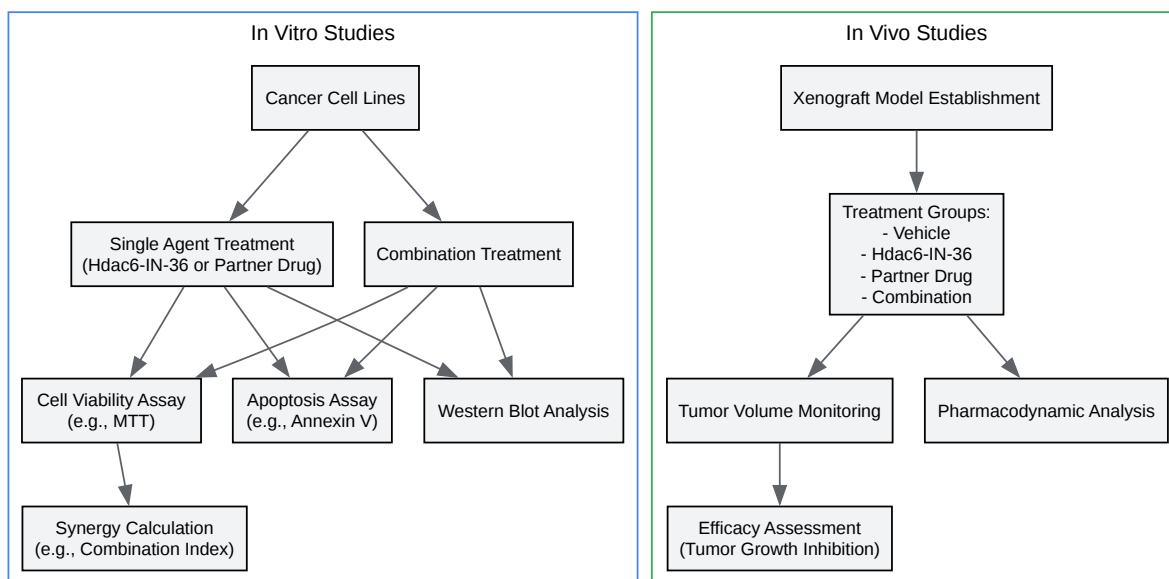 In Vitro Studies
Cancer Cell Lines
Single Agent Treatment
(Hdac6-IN-36 or Partner Drug)
Combination Treatment
Cell Viability Assay
(e.g., MTT)
Apoptosis Assay
(e.g., Annexin V)
Western Blot Analysis
Synergy Calculation
(e.g., Combination Index)
In Vivo Studies
Xenograft Model Establishment
Treatment Groups:
- Vehicle
- Hdac6-IN-36
- Partner Drug
- Combination
Tumor Volume Monitoring
Pharmacodynamic Analysis
Efficacy Assessment
(Tumor Growth Inhibition)